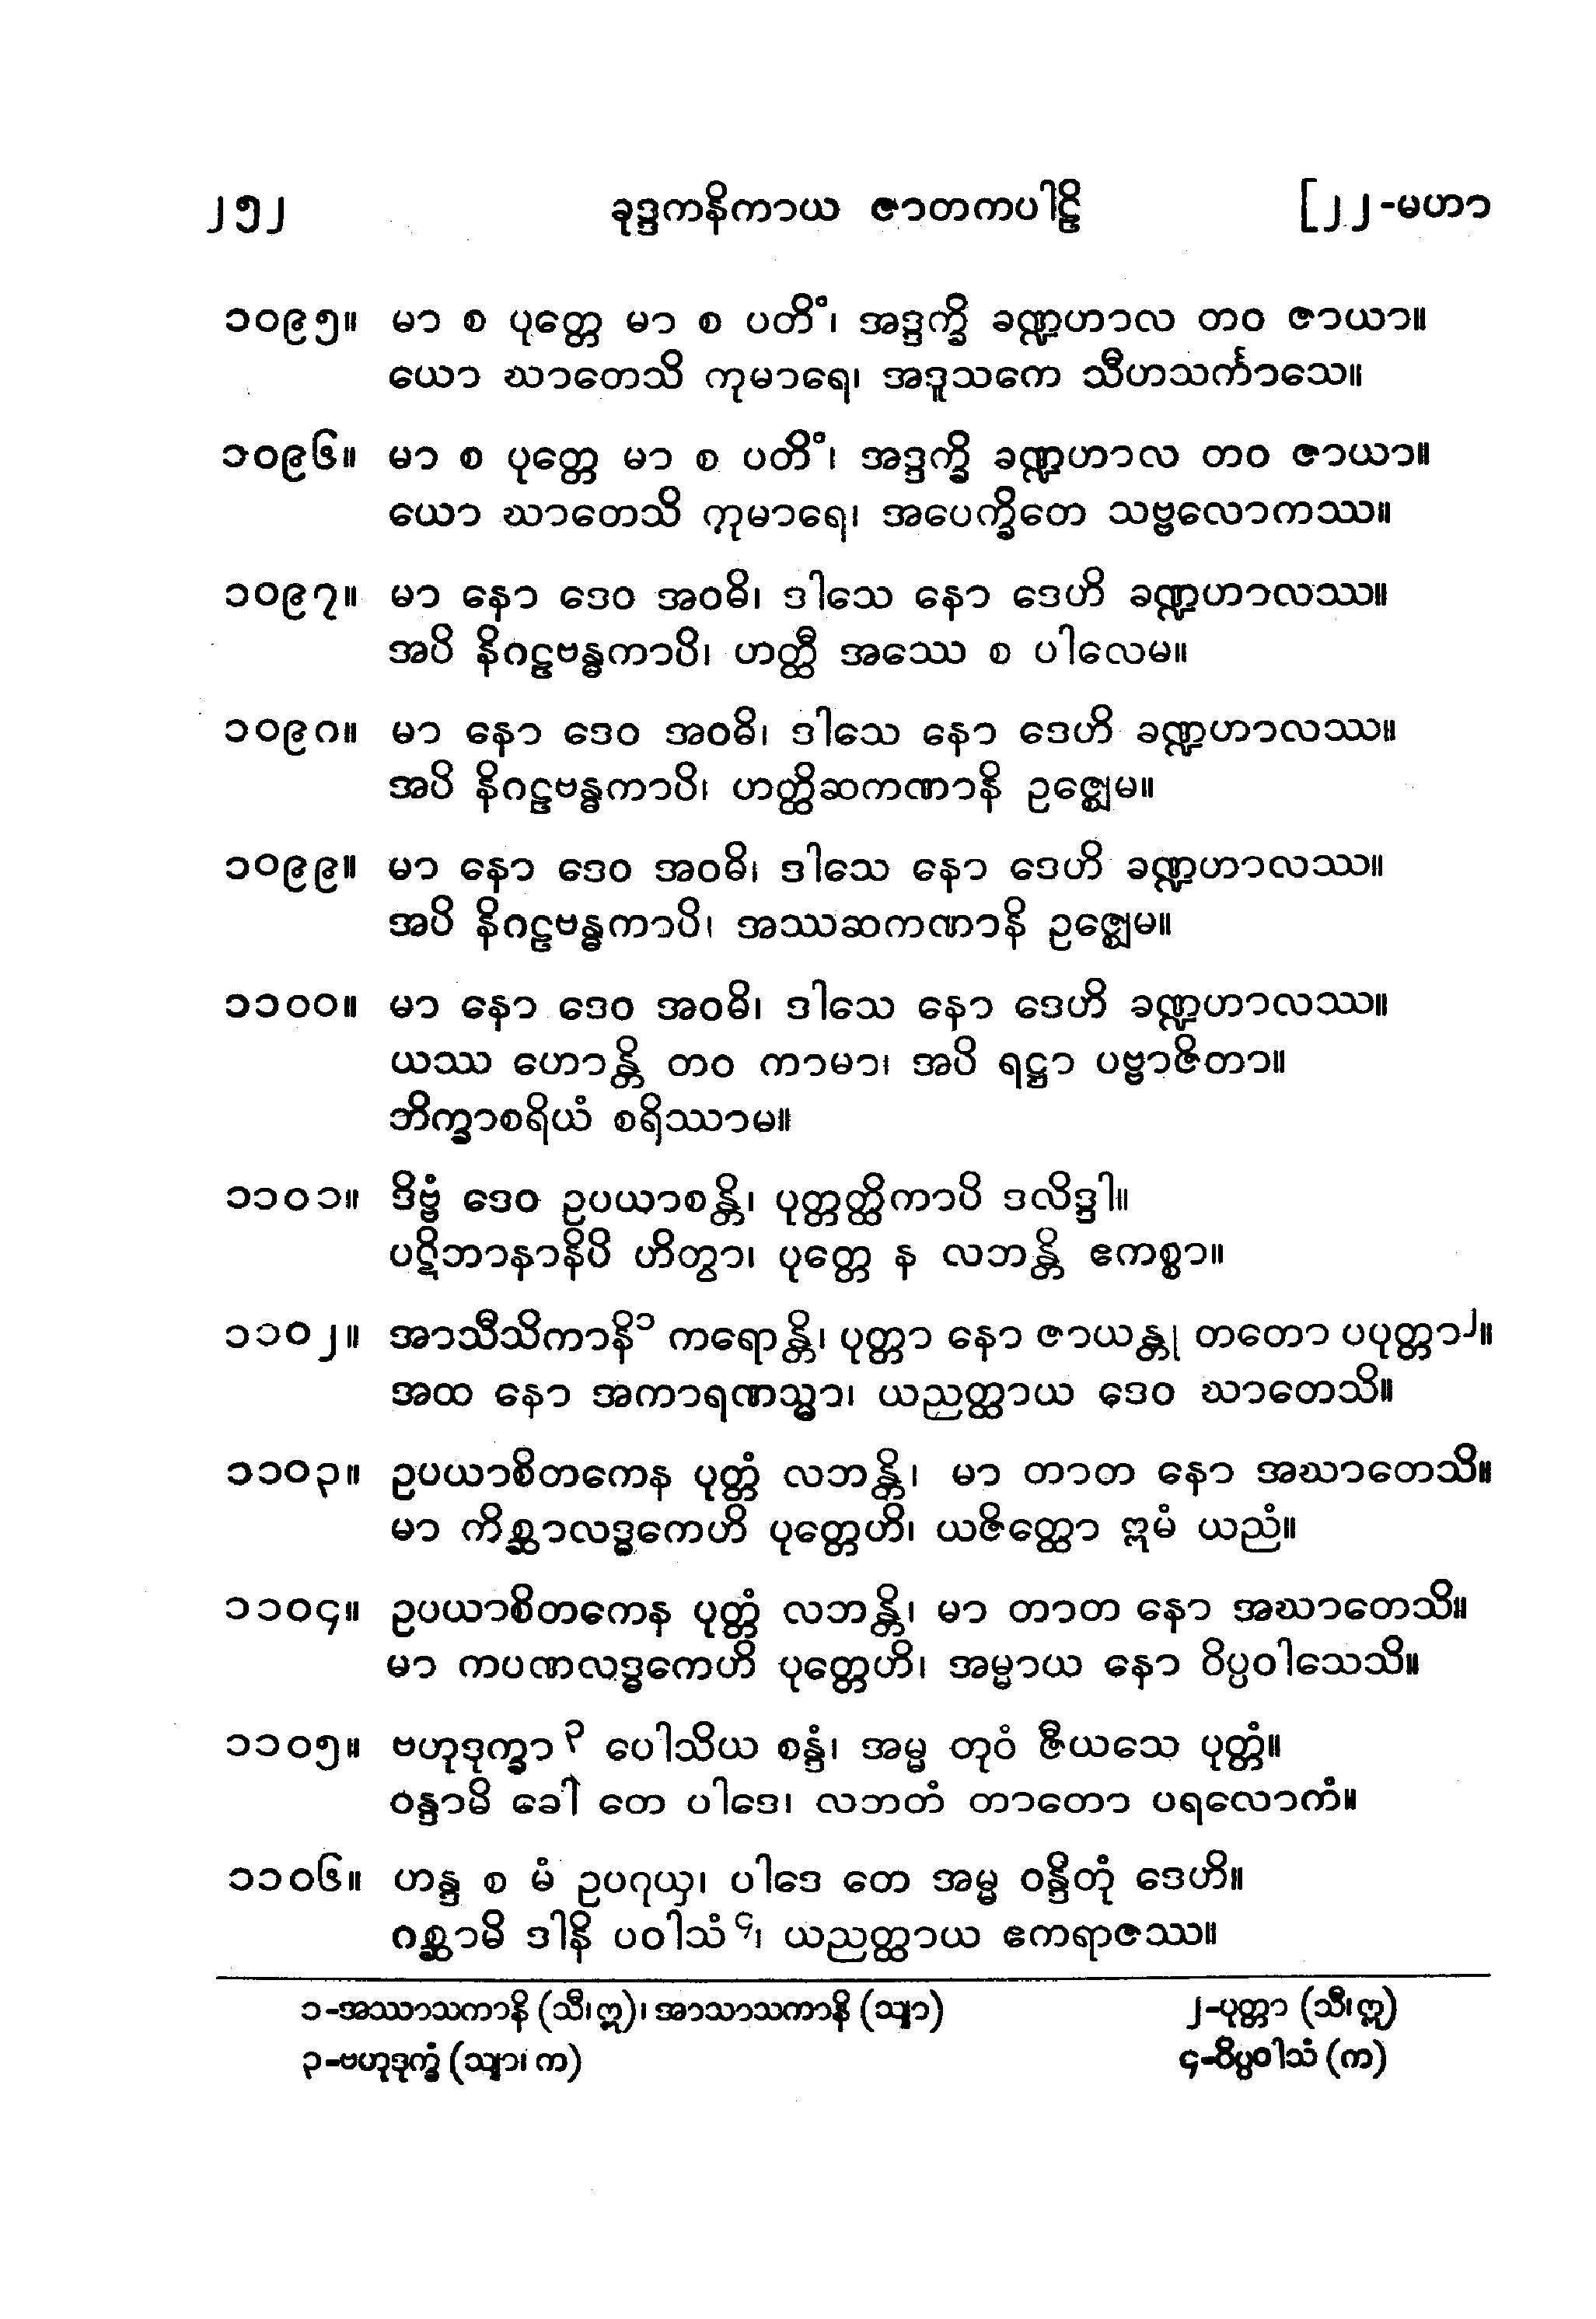 ၂၅၂ ခုဒ္ဒကနိကာယ ဇာတကပါဠိ [၂၂-မဟာ
၁၀၉၅။ မာ စ ပုတ္တေ မာ စ ပတိံ၊ အဒ္ဒက္ခိ ခဏ္ဍဟာလ တဝ ဇာယာ။
ယော ဃာတေသိ ကုမာရေ၊ အဒူသကေ သီဟသင်္ကာသေ။
၁၀၉၆။ မာ စ ပုတ္တေ မာ စ ပတိံ၊ အဒ္ဒက္ခိ ခဏ္ဍဟာလ တဝ ဇာယာ။
ယော ဃာတေသိ ကုမာရေ၊ အပေက္ခိတေ သဗ္ဗလောကဿ။
၁၀၉၇။ မာ နော ဒေဝ အဝဓိ၊ ဒါသေ နော ဒေဟိ ခဏ္ဍဟာလဿ။
အပိ နိဂဠဗန္ဓကာပိ၊ ဟတ္ထီ အဿေ စ ပါလေမ။
၁၀၉၈။ မာ နော ဒေဝ အဝဓိ၊ ဒါသေ နော ဒေဟိ ခဏ္ဍဟာလဿ။
အပိ နိဂဠဗန္ဓကာပိ၊ ဟတ္ထိဆကဏာနိ ဥဇ္ဈေမ။
၁၀၉၉။ မာ နော ဒေဝ အဝဓိ၊ ဒါသေ နော ဒေဟိ ခဏ္ဍဟာလဿ။
အပိ နိဂဠဗန္ဓကာပိ၊ အဿဆကဏာနိ ဥဇ္ဈေမ။
၁၁၀၀။ မာ နော ဒေဝ အဝဓိ၊ ဒါသေ နော ဒေဟိ ခဏ္ဍဟာလဿ။
ယဿ ဟောန္တိ တဝ ကာမာ၊ အပိ ရဋ္ဌာ ပဗ္ဗာဇိတာ။
ဘိက္ခာစရိယံ စရိဿာမ။
၁၁၀၁။ ဒိဗ္ဗံ ဒေဝ ဥပယာစန္တိ၊ ပုတ္တတ္ထိကာပိ ဒလိဒ္ဒါ။
ပဋိဘာနာနိပိ ဟိတွာ၊ ပုတ္တေ န လဘန္တိ ဧကစ္စာ။
၁၁၀၂။ အာသီသိကာနိ၁ ကရောန္တိ၊ ပုတ္တာ နော ဇာယန္တု တတော ပပုတ္တာ၂။
အထ နော အကာရဏသ္မာ၊ ယညတ္ထာယ ဒေဝ ဃာတေသိ။
၁၁၀၃။ ဥပယာစိတကေန ပုတ္တံ လဘန္တိ၊ မာ တာတ နော အဃာတေသိ။
မာ ကိစ္ဆာလဒ္ဓကေဟိ ပုတ္တေဟိ၊ ယဇိတ္ထော ဣမံ ယညံ။
၁၁၀၄။ ဥပယာစိတကေန ပုတ္တံ လဘန္တိ၊ မာ တာတ နော အဃာတေသိ။
မာ ကပဏလဒ္ဓကေဟိ ပုတ္တေဟိ၊ အမ္မာယ နော ဝိပ္ပဝါသေသိ။
၁၁၀၅။ ဗဟုဒုက္ခာ၃ ပေါသိယ စန္ဒံ၊ အမ္မ တုဝံ ဇီယသေ ပုတ္တံ။
ဝန္ဒာမိ ခေါ တေ ပါဒေ၊ လဘတံ တာတော ပရလောကံ။
၁၁၀၆။ ဟန္ဒ စ မံ ဥပဂုယှ၊ ပါဒေ တေ အမ္မ ဝန္ဒိတုံ ဒေဟိ။
ဂစ္ဆာမိ ဒါနိ ပဝါသံ၄၊ ယညတ္ထာယ ဧကရာဇဿ။
၁-အဿာသကာနိ (သီ၊ဣ)၊ အာသာသကာနိ (သျာ) ၂-ပုတ္တာ (သီ၊ဣ)
၃-ဗဟုဒုက္ခံ (သျာ၊ က) ၄-ဝိပ္ပဝါသံ (က)